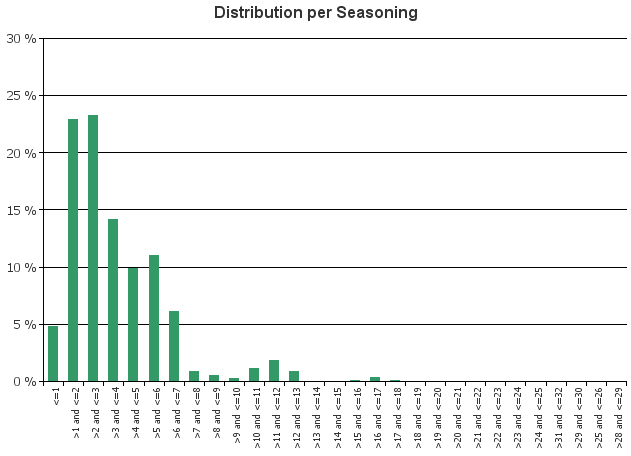 Distribution per Seasoning
30 %
25 %
20 %
15 %
10 %
5 %
0 %
<=1
>1 and <=2
>2 and <=3
>3 and <=4
>4 and <=5
>5 and <=6
>6 and <=7
>7 and <=8
>8 and <=9
>9 and <=10
>10 and <=11
>11 and <=12
>12 and <=13
>13 and <=14
>14 and <=15
>15 and <=16
>16 and <=17
>17 and <=18
>18 and <=19
>19 and <=20
>20 and <=21
>21 and <=22
>22 and <=23
>23 and <=24
>24 and <=25
>31 and <=32
>29 and <=30
>25 and <=26
>28 and <=29